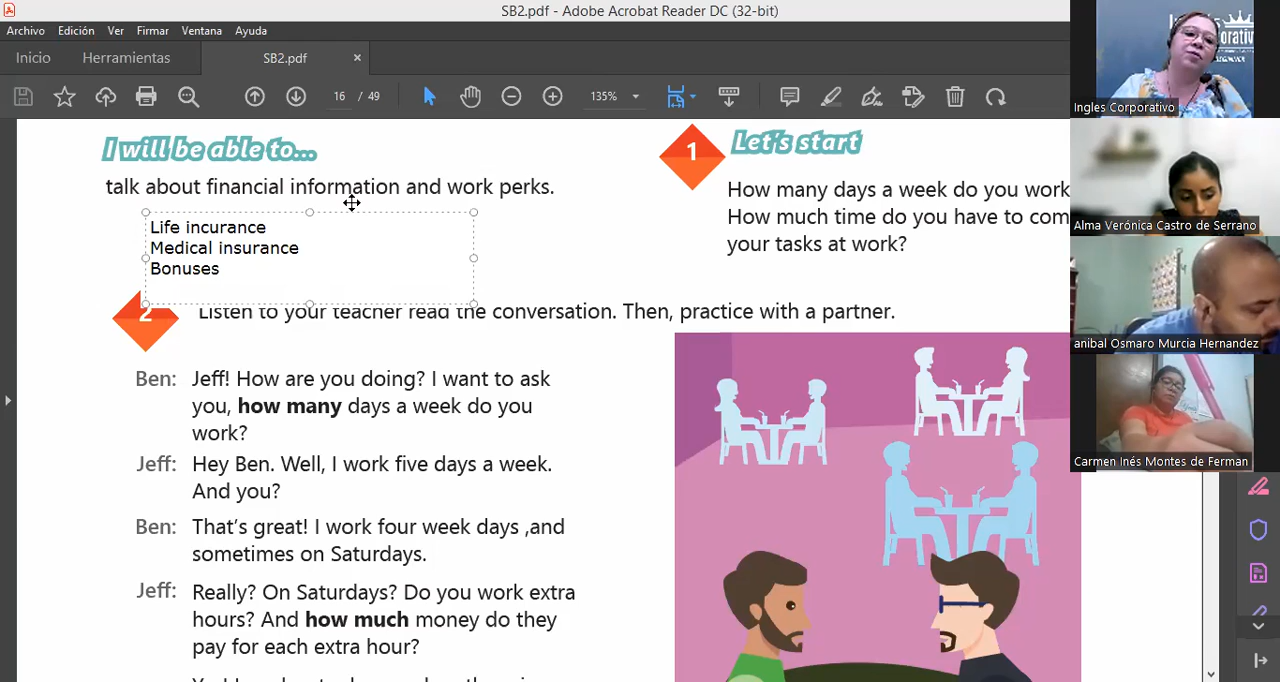 SB2.pdf - Adobe Acrobat Reader DC (32-bit)
Archivo Edición Ver Firmar Ventana Ayuda
Inicio Herramientas SB2.pdf ×
16 / 49 135%
I will be able to...
talk about financial information and work perks.
Life incurance
Medical insurance
Bonuses
1 Let's start
How many days a week do you work
How much time do you have to com
your tasks at work?
2 Listen to your teacher read the conversation. Then, practice with a partner.
Ben: Jeff! How are you doing? I want to ask
you, how many days a week do you
work?
Jeff: Hey Ben. Well, I work five days a week.
And you?
Ben: That's great! I work four week days ,and
sometimes on Saturdays.
Jeff: Really? On Saturdays? Do you work extra
hours? And how much money do they
pay for each extra hour?
Ingles Corporativo
Alma Verónica Castro de Serrano
anibal Osmaro Murcia Hernandez
Carmen Inés Montes de Ferman